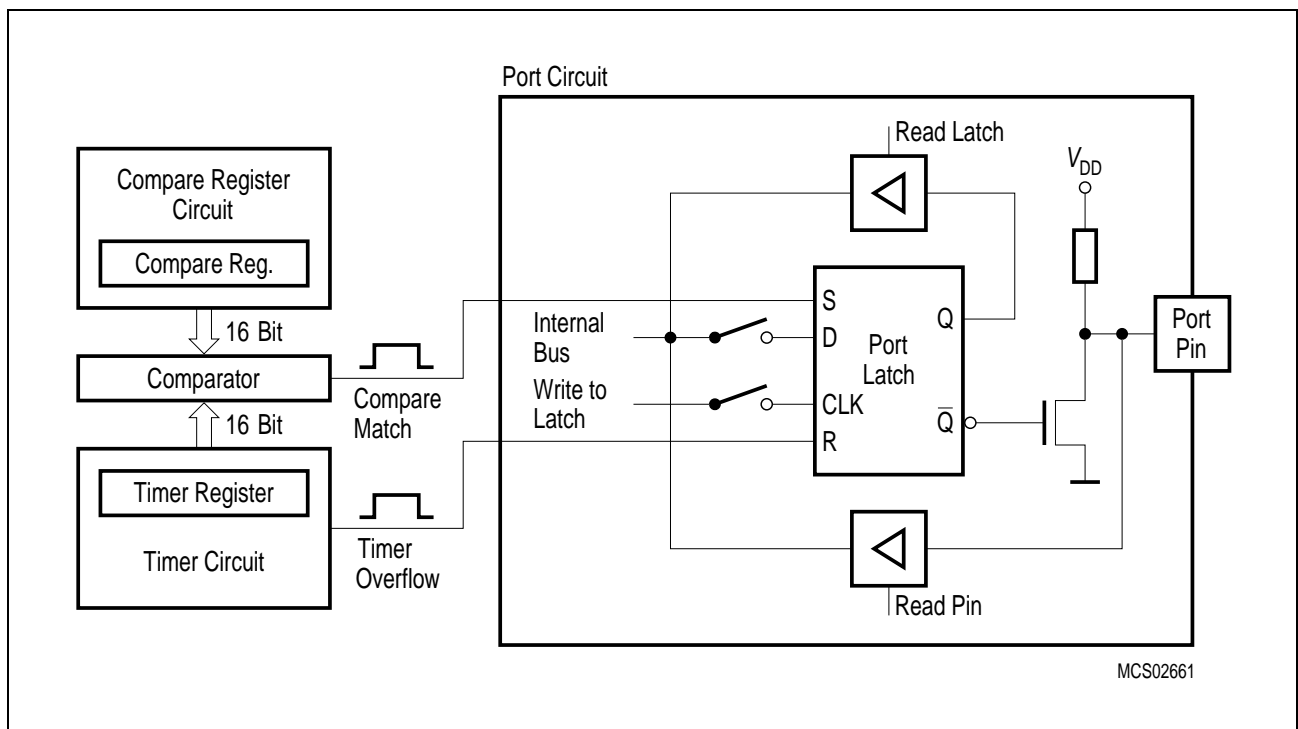 Port Circuit
Compare Register
Circuit
Compare Reg.
16 Bit
Comparator
16 Bit
Timer Register
Timer Circuit
Compare
Match
Timer
Overflow
Read Latch
VDD
Internal
Bus
Write to
Latch
S
D
CLK
R
Q
Port
Latch
Q̅
Port
Pin
Read Pin
MCS02661